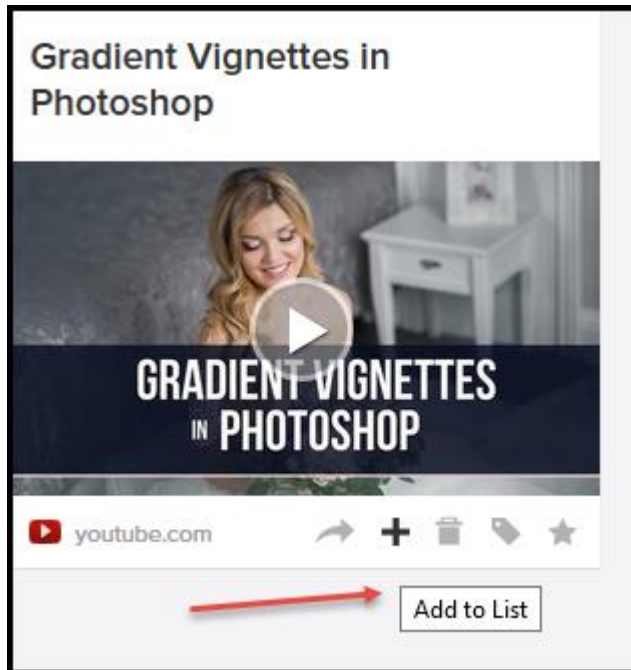 Gradient Vignettes in
Photoshop
GRADIENT VIGNETTES
IN PHOTOSHOP
youtube.com
Add to List